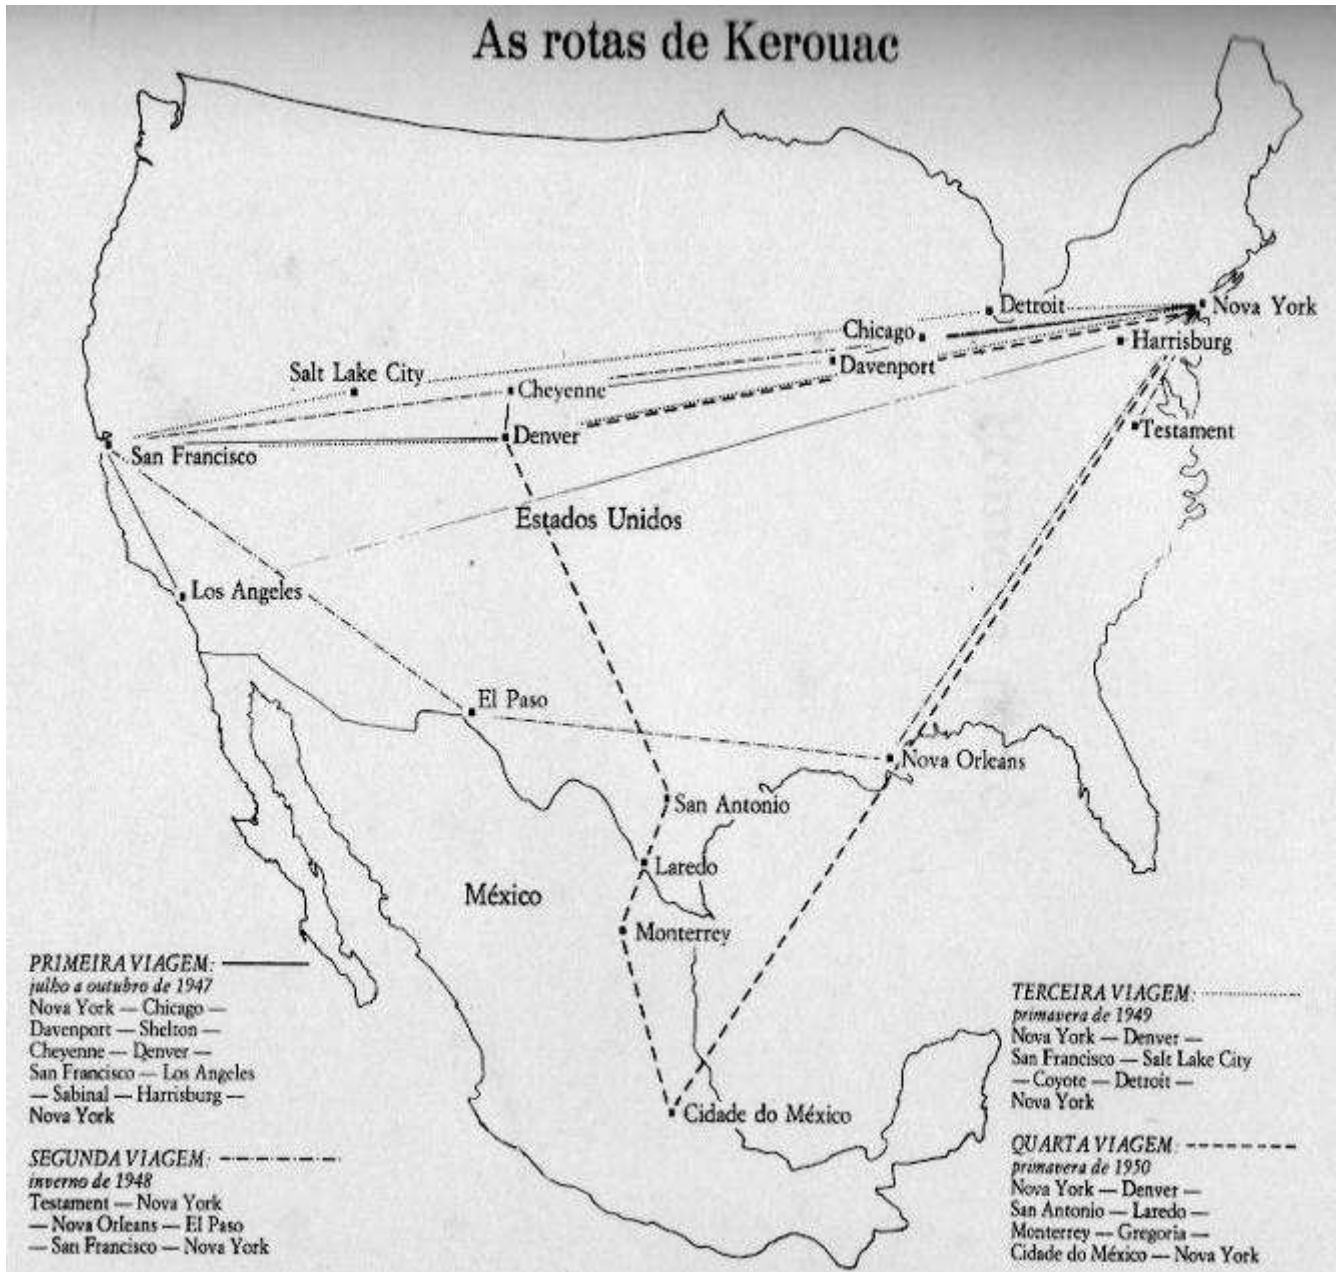 As rotas de Kerouac
Detroit
Nova York
Chicago
Harrisburg
Davenport
Salt Lake City
Cheyenne
Denver
Testament
San Francisco
Estados Unidos
Los Angeles
El Paso
Nova Orleans
San Antonio
Laredo
México
Monterrey
Cidade do México
PRIMEIRA VIAGEM:
julho a outubro de 1947
Nova York — Chicago —
Davenport — Shelton —
Cheyenne — Denver —
San Francisco — Los Angeles
— Sabinal — Harrisburg —
Nova York
SEGUNDA VIAGEM:
inverno de 1948
Testament — Nova York
— Nova Orleans — El Paso
— San Francisco — Nova York
TERCEIRA VIAGEM:
primavera de 1949
Nova York — Denver —
San Francisco — Salt Lake City
— Coyote — Detroit —
Nova York
QUARTA VIAGEM:
primavera de 1950
Nova York — Denver —
San Antonio — Laredo —
Monterrey — Gregoria —
Cidade do México — Nova York